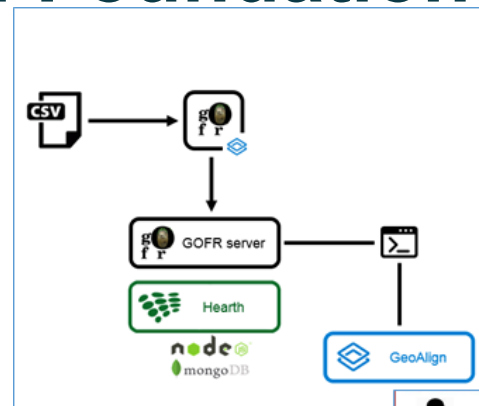 CSV
g o
f r
g o
f r
GOFR server
Hearth
node
mongoDB
GeoAlign